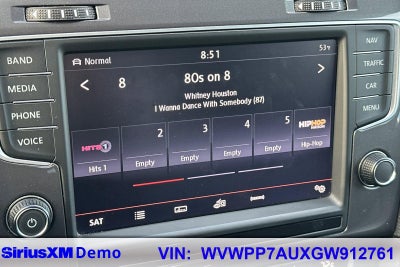 Normal
8:51
53°F
8
80s on 8
Whitney Houston
I Wanna Dance With Somebody (87)
BAND
MEDIA
PHONE
VOICE
NAV
TRAFFIC
CAR
MENU
HITS 1
2
3
4
5
HIPHOP
Hits 1
Empty
Empty
Empty
Empty
Hip-Hop
SAT
SiriusXM Demo
VIN: WVWPP7AUXGW912761